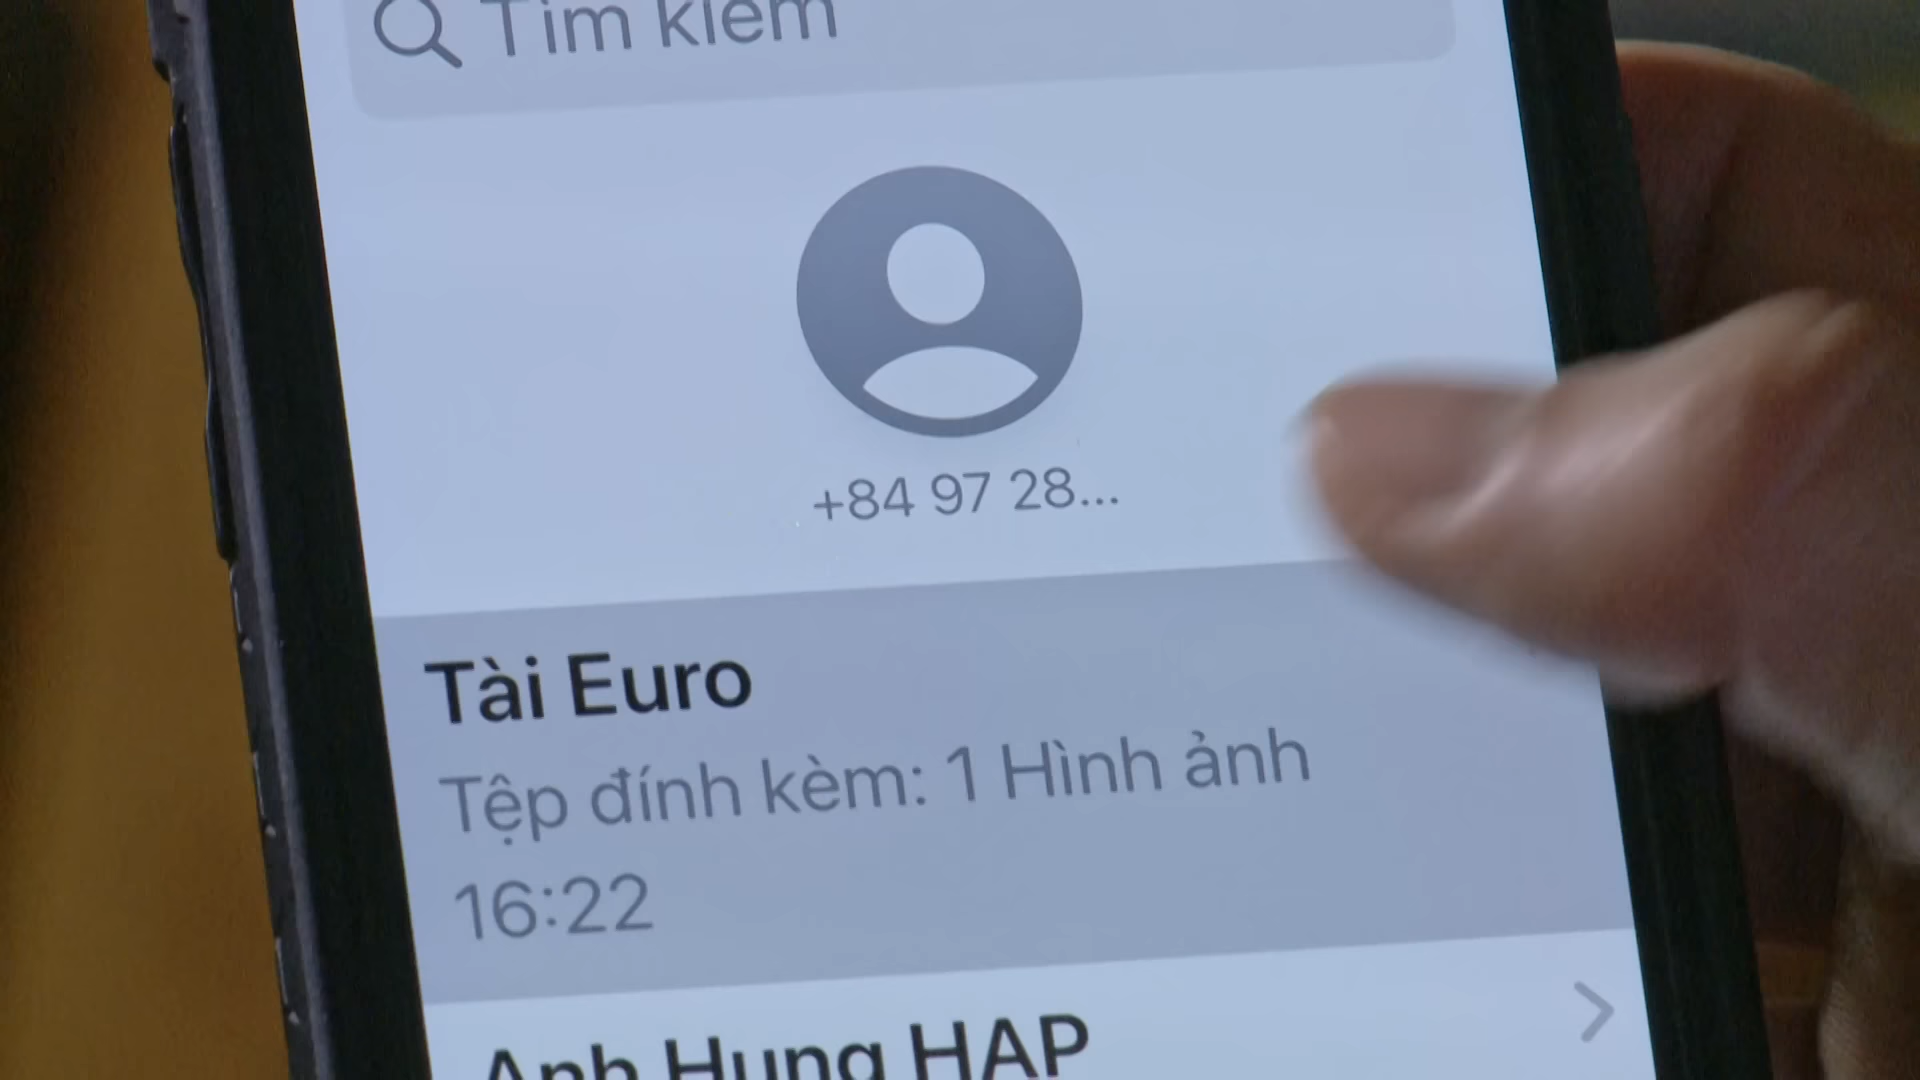 Tìm kiếm
+84 97 28...
Tài Euro
Tệp đính kèm: 1 Hình ảnh
16:22
Anh Hung HAP